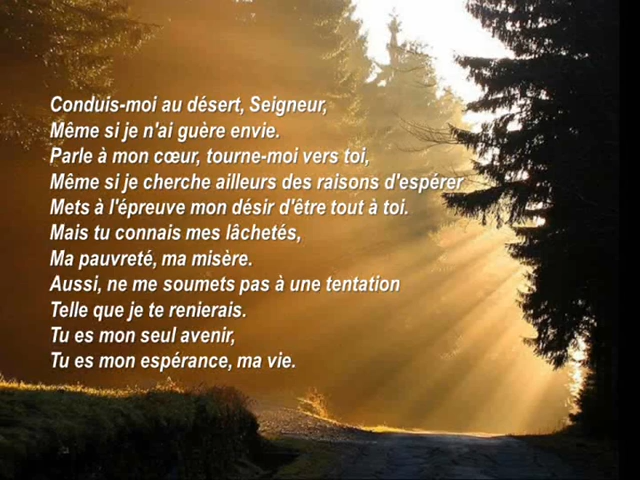 Conduis-moi au désert, Seigneur,
Même si je n'ai guère envie.
Parle à mon cœur, tourne-moi vers toi,
Même si je cherche ailleurs des raisons d'espérer
Mets à l'épreuve mon désir d'être tout à toi.
Mais tu connais mes lâchetés,
Ma pauvreté, ma misère.
Aussi, ne me soumets pas à une tentation
Telle que je te renierais.
Tu es mon seul avenir,
Tu es mon espérance, ma vie.